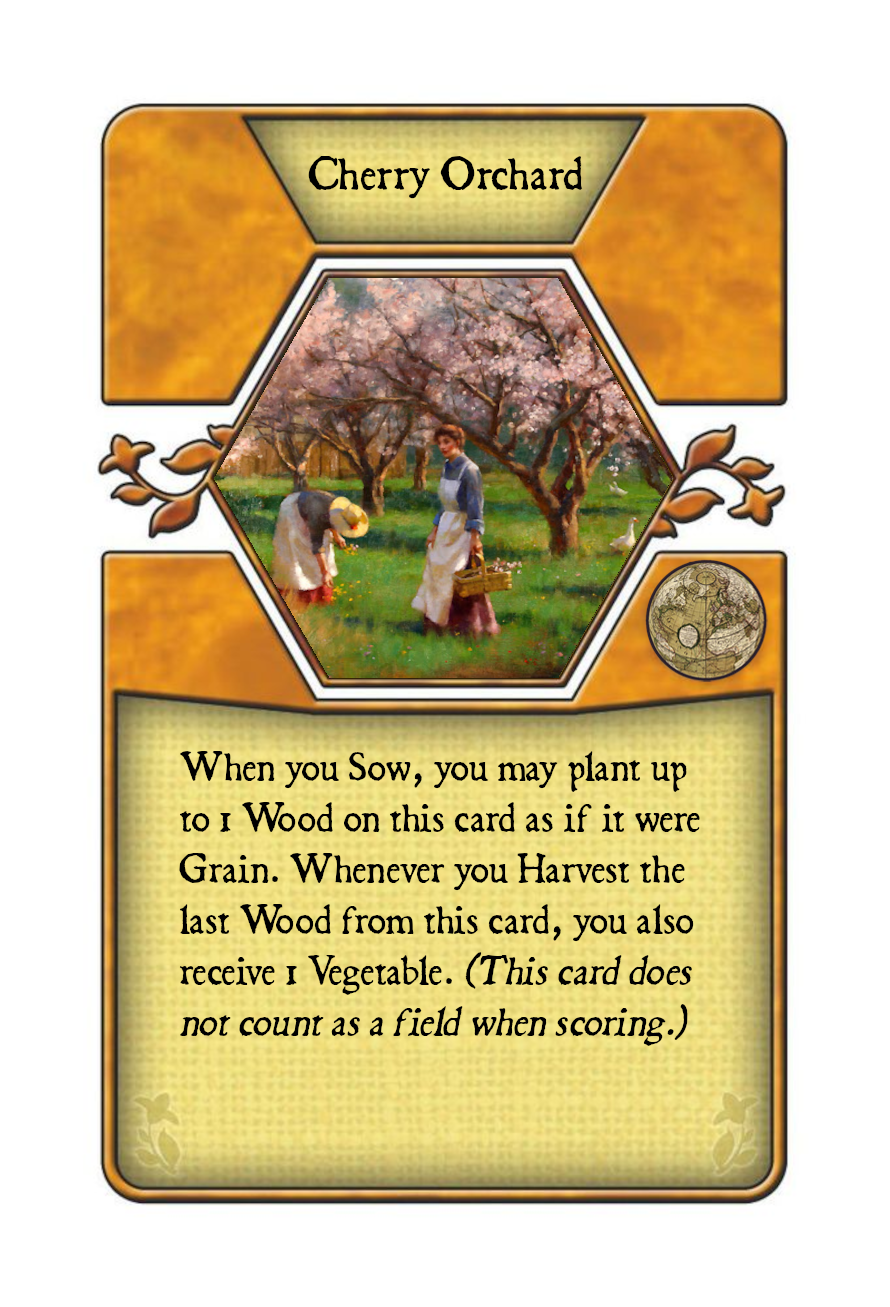 Cherry Orchard
When you Sow, you may plant up
to 1 Wood on this card as if it were
Grain. Whenever you Harvest the
last Wood from this card, you also
receive 1 Vegetable. (This card does
not count as a field when scoring.)